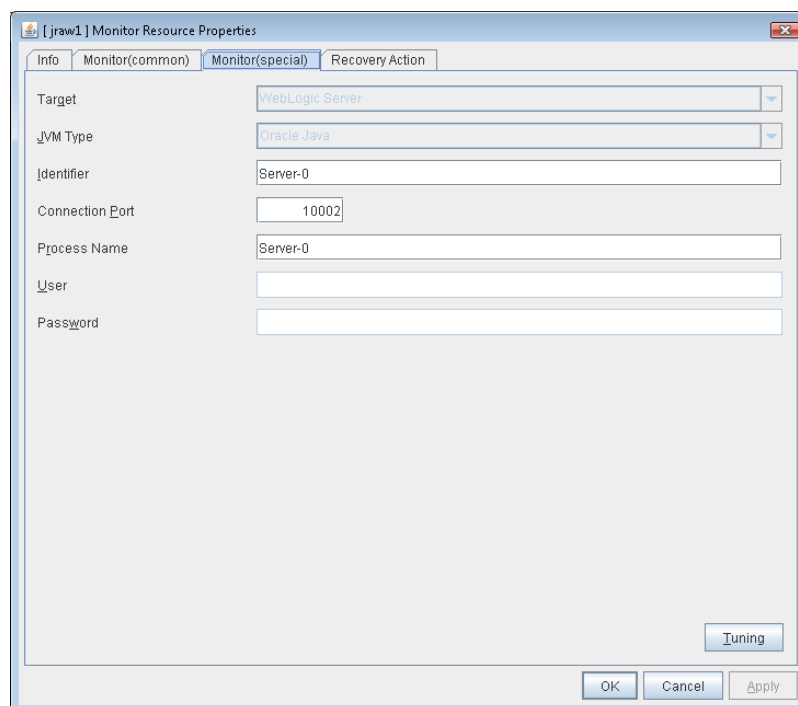 [ jraw1 ] Monitor Resource Properties
Info Monitor(common) Monitor(special) Recovery Action
Target WebLogic Server
JVM Type Oracle Java
Identifier Server-0
Connection Port 10002
Process Name Server-0
User
Password
Tuning
OK Cancel Apply